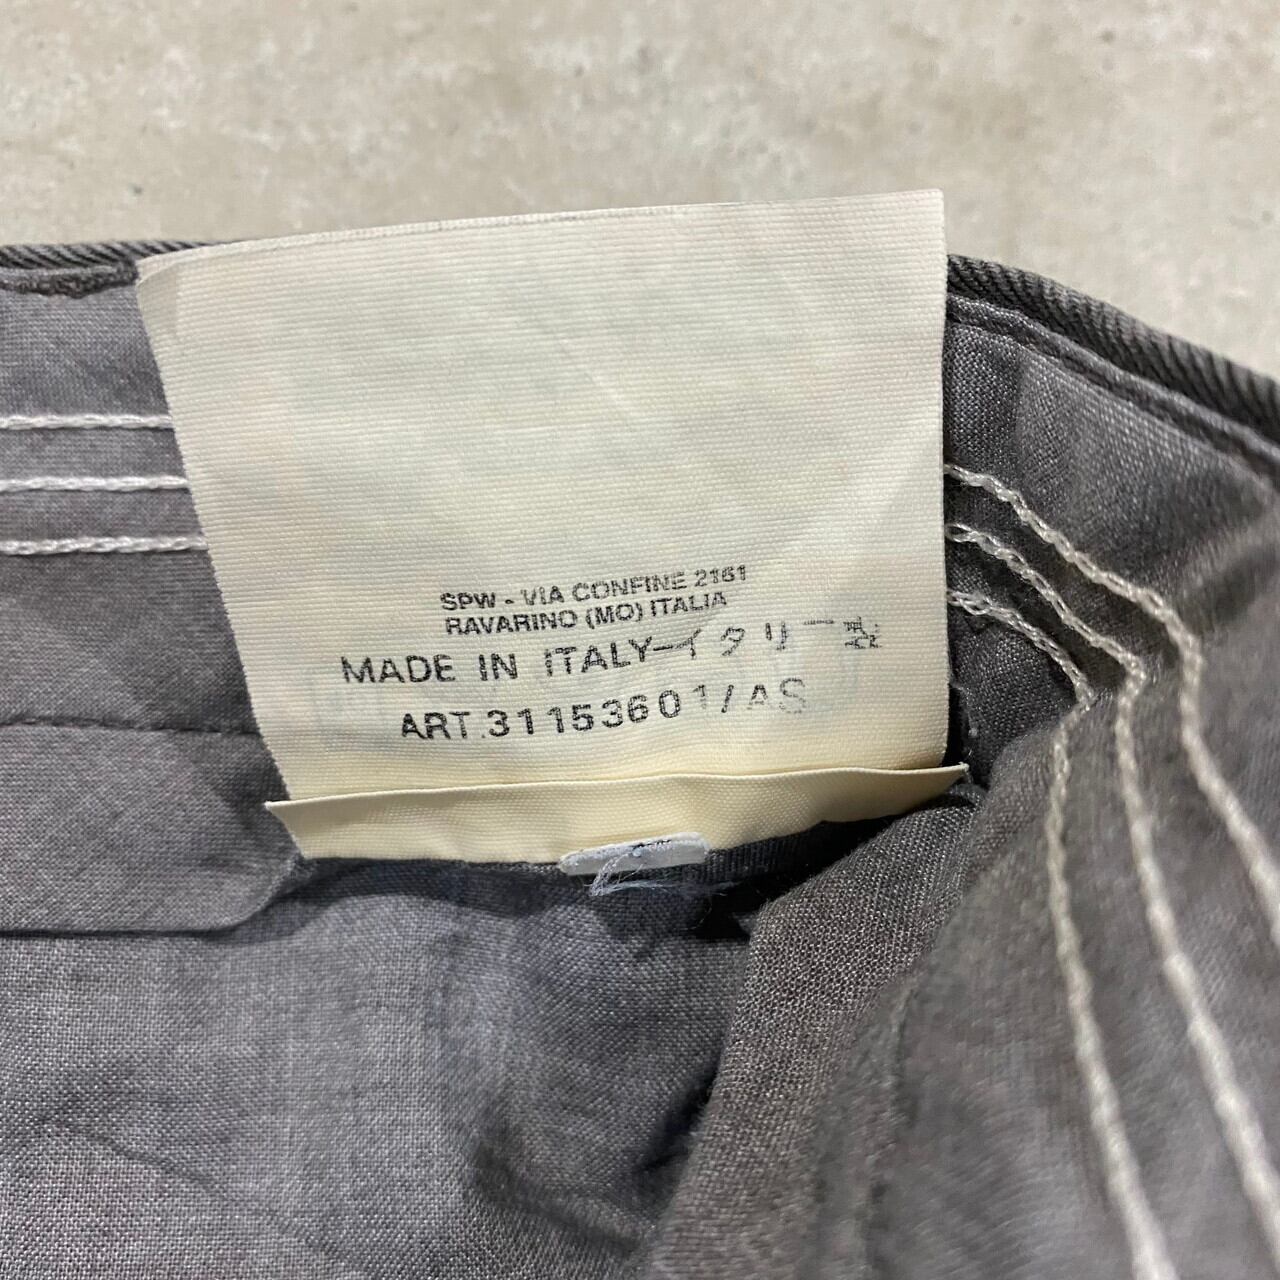 SPW - VIA CONFINE 2161
RAVARINO (MO) ITALIA
MADE IN ITALY-イタリー製
ART.31153601/AS